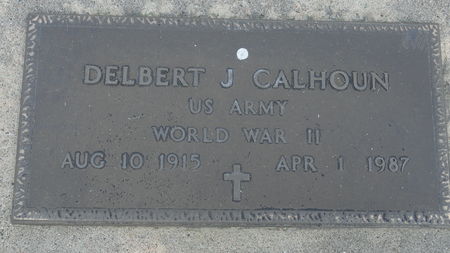 DELBERT J CALHOUN
US ARMY
WORLD WAR II
AUG 10 1915 APR 1 1987